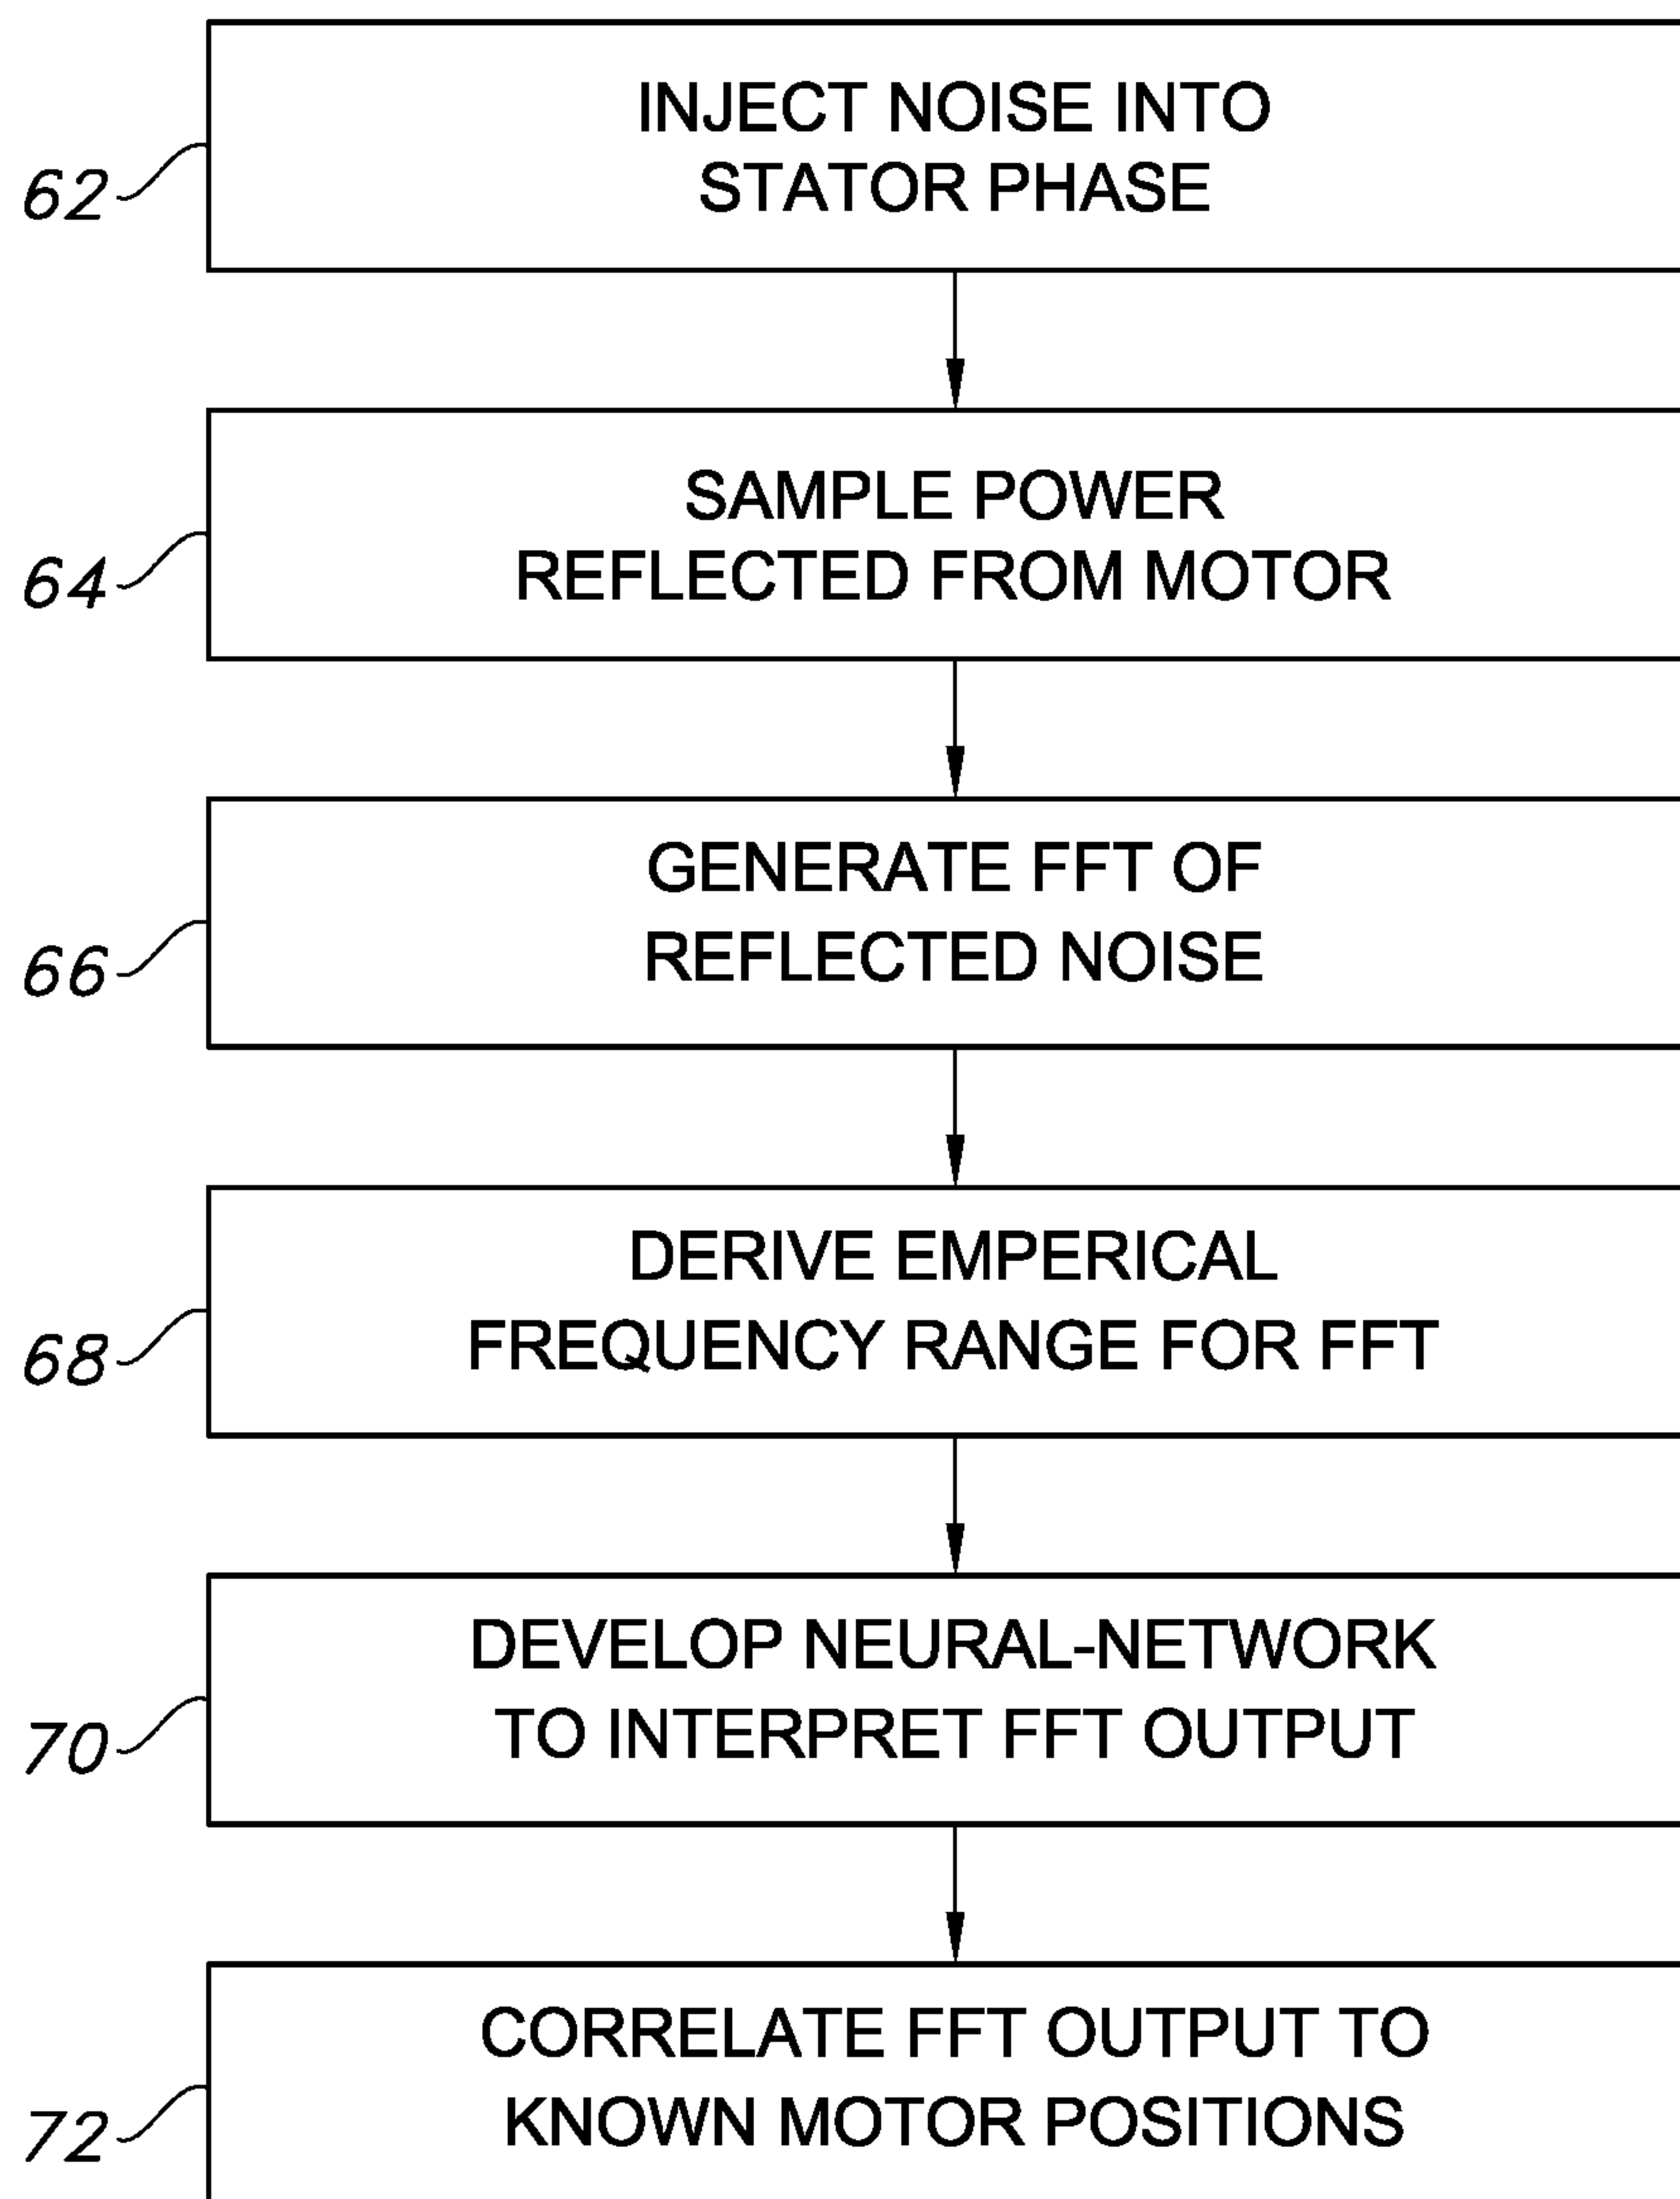 INJECT NOISE INTO
STATOR PHASE
62
SAMPLE POWER
REFLECTED FROM MOTOR
64
GENERATE FFT OF
REFLECTED NOISE
66
DERIVE EMPERICAL
FREQUENCY RANGE FOR FFT
68
DEVELOP NEURAL-NETWORK
TO INTERPRET FFT OUTPUT
70
CORRELATE FFT OUTPUT TO
KNOWN MOTOR POSITIONS
72